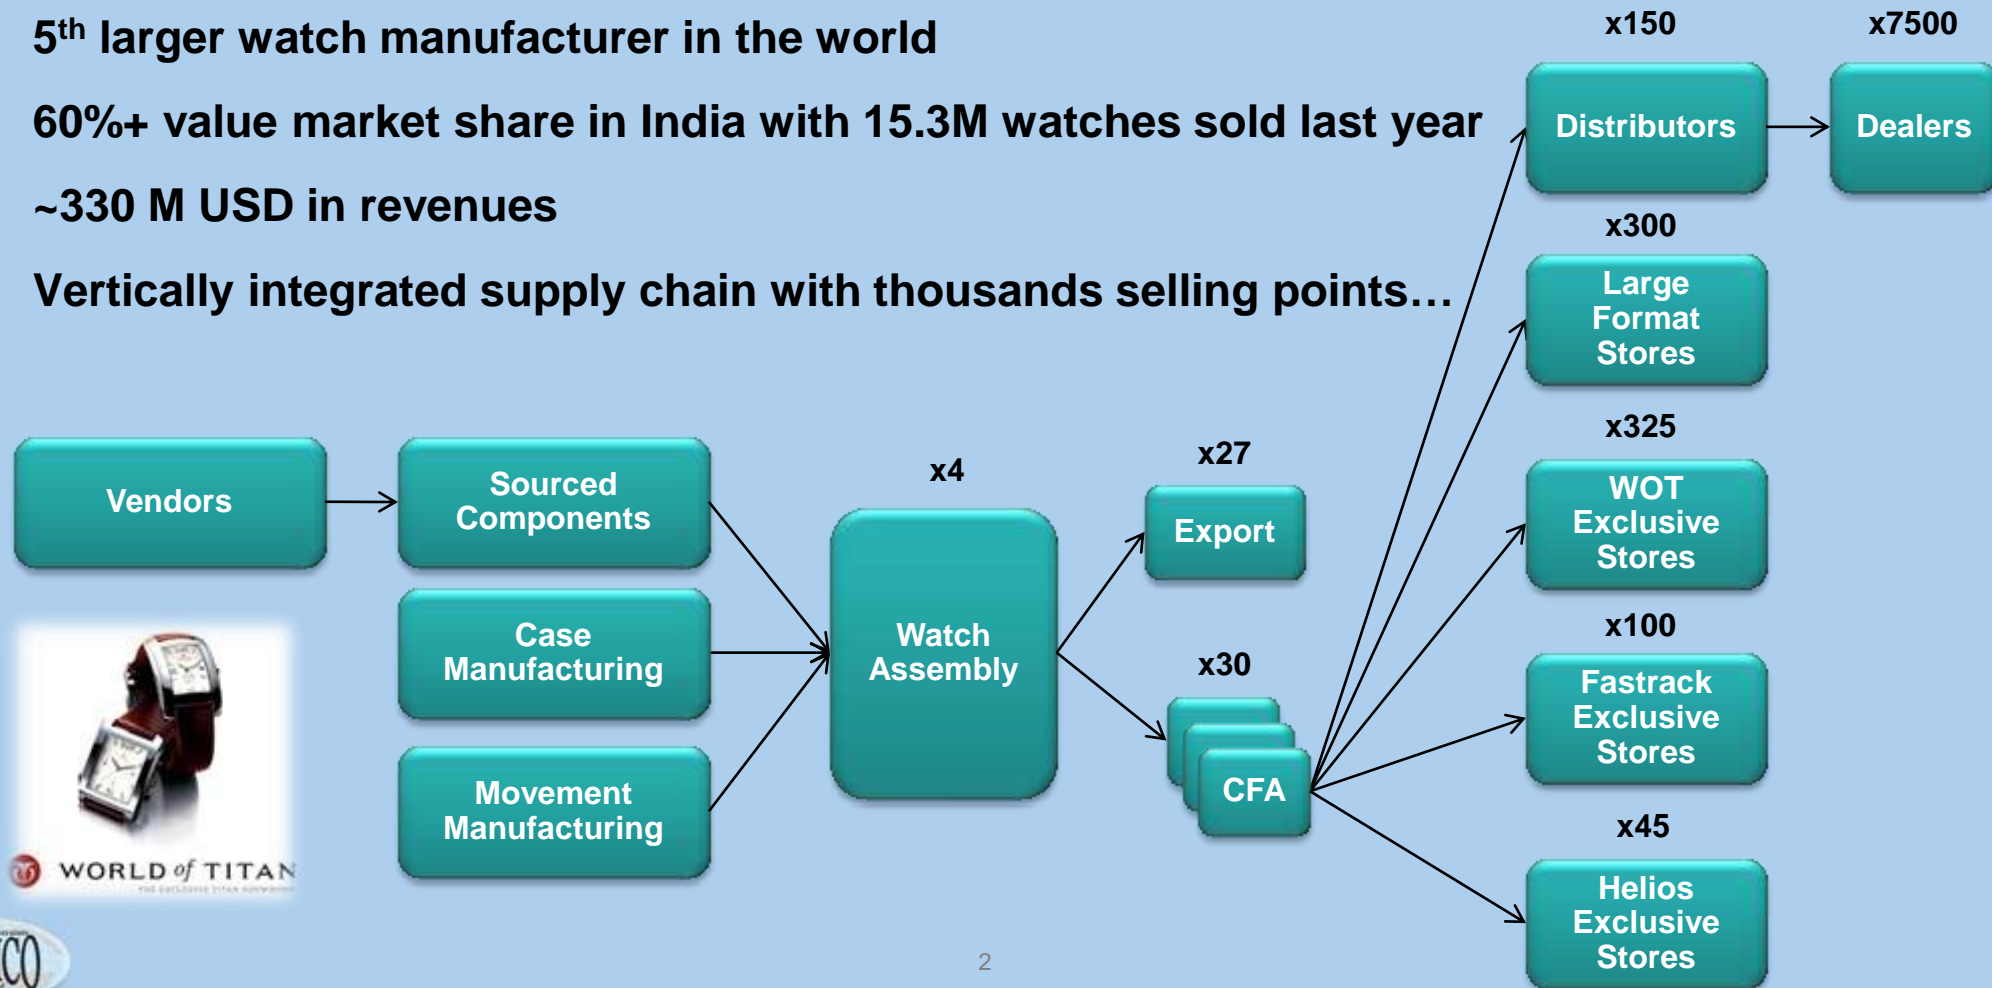 5th larger watch manufacturer in the world
60%+ value market share in India with 15.3M watches sold last year
~330 M USD in revenues
Vertically integrated supply chain with thousands selling points…
x150
Distributors
x7500
Dealers
x300
Large
Format
Stores
x325
WOT
Exclusive
Stores
x100
Fastrack
Exclusive
Stores
x45
Helios
Exclusive
Stores
Vendors
Sourced
Components
Case
Manufacturing
Movement
Manufacturing
x4
Watch
Assembly
x27
Export
x30
CFA
WORLD of TITAN
2